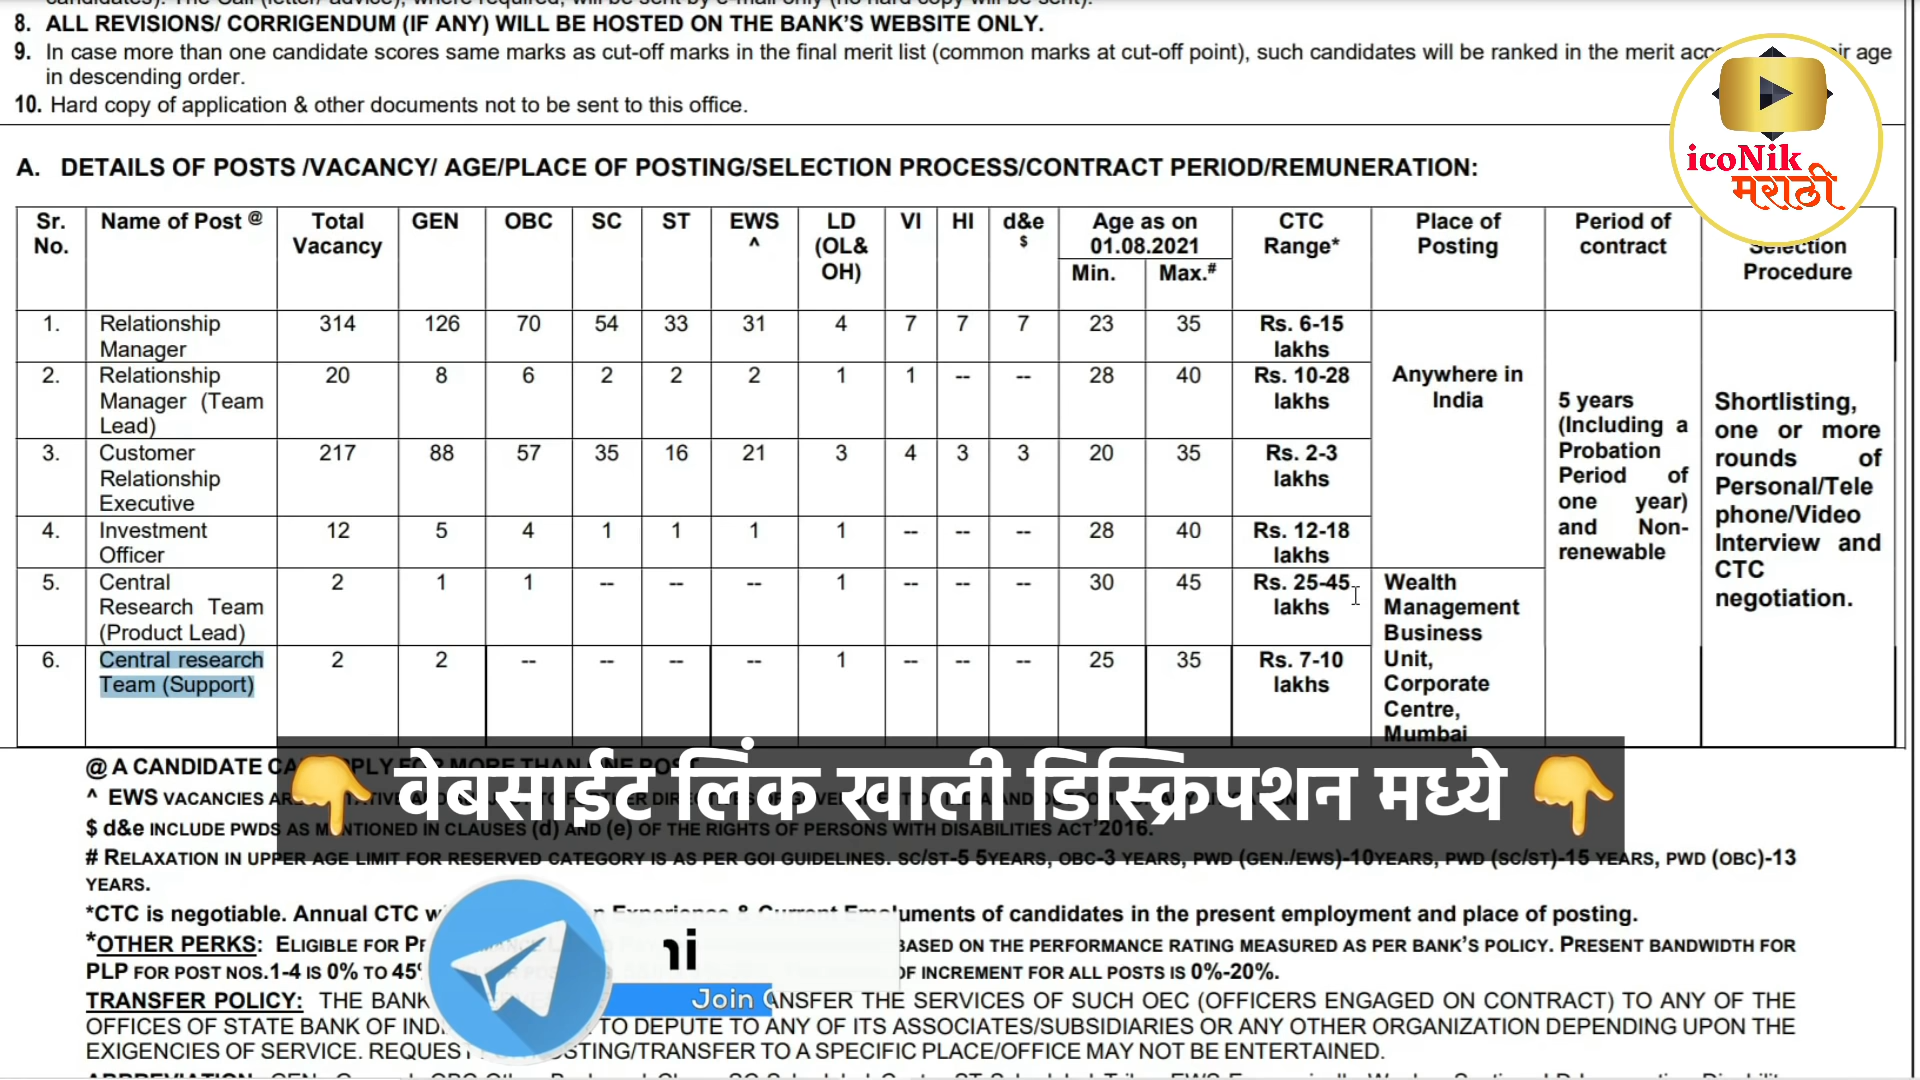 8. ALL REVISIONS/ CORRIGENDUM (IF ANY) WILL BE HOSTED ON THE BANK'S WEBSITE ONLY.
9. In case more than one candidate scores same marks as cut-off marks in the final merit list (common marks at cut-off point), such candidates will be ranked in the merit age
in descending order.
10. Hard copy of application & other documents not to be sent to this office.
icoNik
मराठी
A. DETAILS OF POSTS /VACANCY/ AGE/PLACE OF POSTING/SELECTION PROCESS/CONTRACT PERIOD/REMUNERATION:
Sr. No. Name of Post @ Total Vacancy GEN OBC SC ST EWS ^ LD (OL& OH) VI HI d&e $ Age as on 01.08.2021 Min. Max.# CTC Range* Place of Posting Period of contract Selection Procedure
1. Relationship Manager 314 126 70 54 33 31 4 7 7 7 23 35 Rs. 6-15 lakhs
2. Relationship Manager (Team Lead) 20 8 6 2 2 2 1 1 -- -- 28 40 Rs. 10-28 lakhs
3. Customer Relationship Executive 217 88 57 35 16 21 3 4 3 3 20 35 Rs. 2-3 lakhs
4. Investment Officer 12 5 4 1 1 1 1 -- -- -- 28 40 Rs. 12-18 lakhs
5. Central Research Team (Product Lead) 2 1 1 -- -- -- 1 -- -- -- 30 45 Rs. 25-45 lakhs
6. Central research Team (Support) 2 2 -- -- -- -- 1 -- -- -- 25 35 Rs. 7-10 lakhs
Anywhere in India
Wealth Management Business Unit, Corporate Centre, Mumbai
5 years (Including a Probation Period of one year) and Non-renewable
Shortlisting, one or more rounds of Personal/Tele phone/Video Interview and CTC negotiation.
@ A CANDIDATE
👇 वेबसाईट लिंक खाली डिस्क्रिपशन मध्ये 👇
^ EWS VACANCIES
$ d&e INCLUDE PWDS AS MENTIONED IN CLAUSES (d) AND (e) OF THE RIGHTS OF PERSONS WITH DISABILITIES ACT'2016.
# RELAXATION IN UPPER AGE LIMIT FOR RESERVED CATEGORY IS AS PER GOI GUIDELINES. SC/ST-5 5YEARS, OBC-3 YEARS, PWD (GEN./EWS)-10YEARS, PWD (SC/ST)-15 YEARS, PWD (OBC)-13
YEARS.
*CTC is negotiable. Annual CTC Experience & Current Emoluments of candidates in the present employment and place of posting.
*OTHER PERKS: ELIGIBLE FOR BASED ON THE PERFORMANCE RATING MEASURED AS PER BANK'S POLICY. PRESENT BANDWIDTH FOR
PLP FOR POST NOS.1-4 IS 0% TO 45% OF INCREMENT FOR ALL POSTS IS 0%-20%.
Join
TRANSFER POLICY: THE BANK TRANSFER THE SERVICES OF SUCH OEC (OFFICERS ENGAGED ON CONTRACT) TO ANY OF THE
OFFICES OF STATE BANK OF TO DEPUTE TO ANY OF ITS ASSOCIATES/SUBSIDIARIES OR ANY OTHER ORGANIZATION DEPENDING UPON THE
EXIGENCIES OF SERVICE. REQUEST POSTING/TRANSFER TO A SPECIFIC PLACE/OFFICE MAY NOT BE ENTERTAINED.